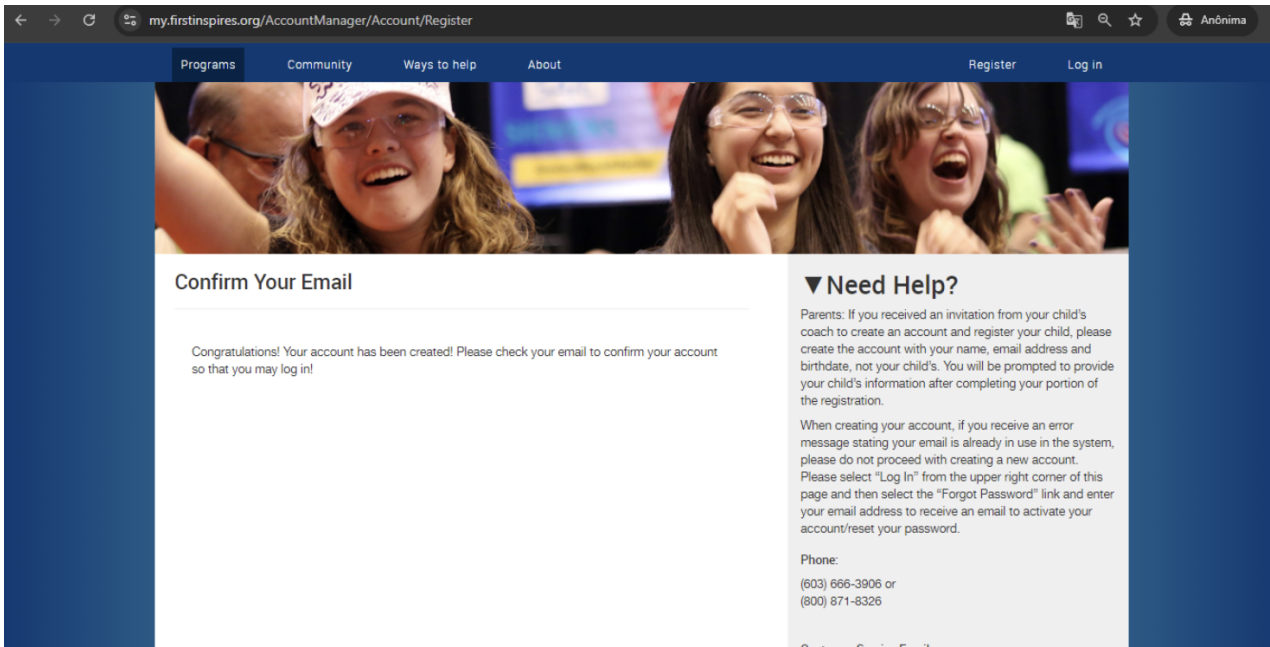 my.firstinspires.org/AccountManager/Account/Register
Anônima
Programs
Community
Ways to help
About
Register
Log in
Confirm Your Email
Congratulations! Your account has been created! Please check your email to confirm your account
so that you may log in!
▼Need Help?
Parents: If you received an invitation from your child's
coach to create an account and register your child, please
create the account with your name, email address and
birthdate, not your child's. You will be prompted to provide
your child's information after completing your portion of
the registration.
When creating your account, if you receive an error
message stating your email is already in use in the system,
please do not proceed with creating a new account.
Please select “Log In” from the upper right corner of this
page and then select the “Forgot Password” link and enter
your email address to receive an email to activate your
account/reset your password.
Phone:
(603) 666-3906 or
(800) 871-8326